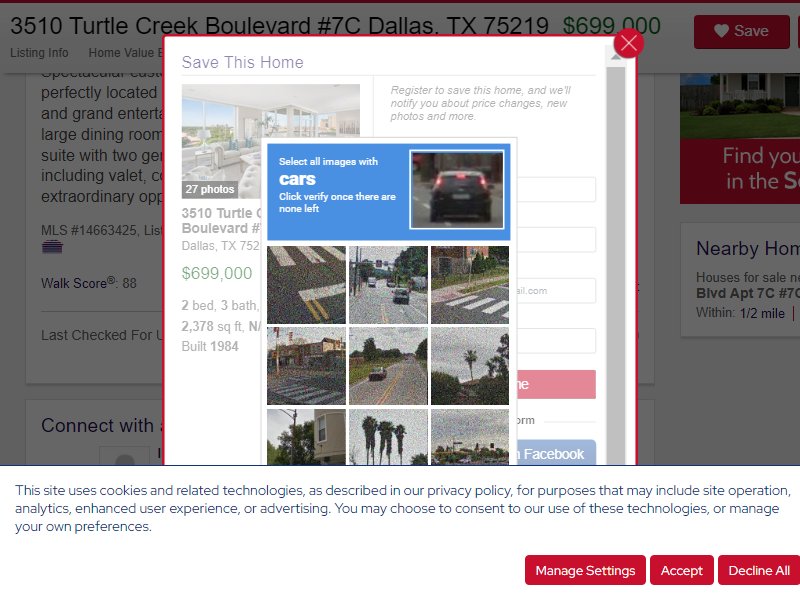 3510 Turtle Creek Boulevard #7C Dallas, TX 75219 $699,000
Save
Listing Info Home Value E
Save This Home
Register to save this home, and we'll
notify you about price changes, new
photos and more.
perfectly located
and grand enterta
large dining room
suite with two ger
including valet, co
extraordinary opp
MLS #14663425, List
Walk Score®: 88
Last Checked For U
Connect with a
27 photos
3510 Turtle C
Boulevard #
Dallas, TX 752
$699,000
2 bed, 3 bath,
2,378 sq ft, N/
Built 1984
Select all images with
cars
Click verify once there are
none left
ail.com
me
orm
n Facebook
Find you
in the So
Nearby Hom
Houses for sale ne
Blvd Apt 7C #7C
Within: 1/2 mile |
This site uses cookies and related technologies, as described in our privacy policy, for purposes that may include site operation,
analytics, enhanced user experience, or advertising. You may choose to consent to our use of these technologies, or manage
your own preferences.
Manage Settings Accept Decline All